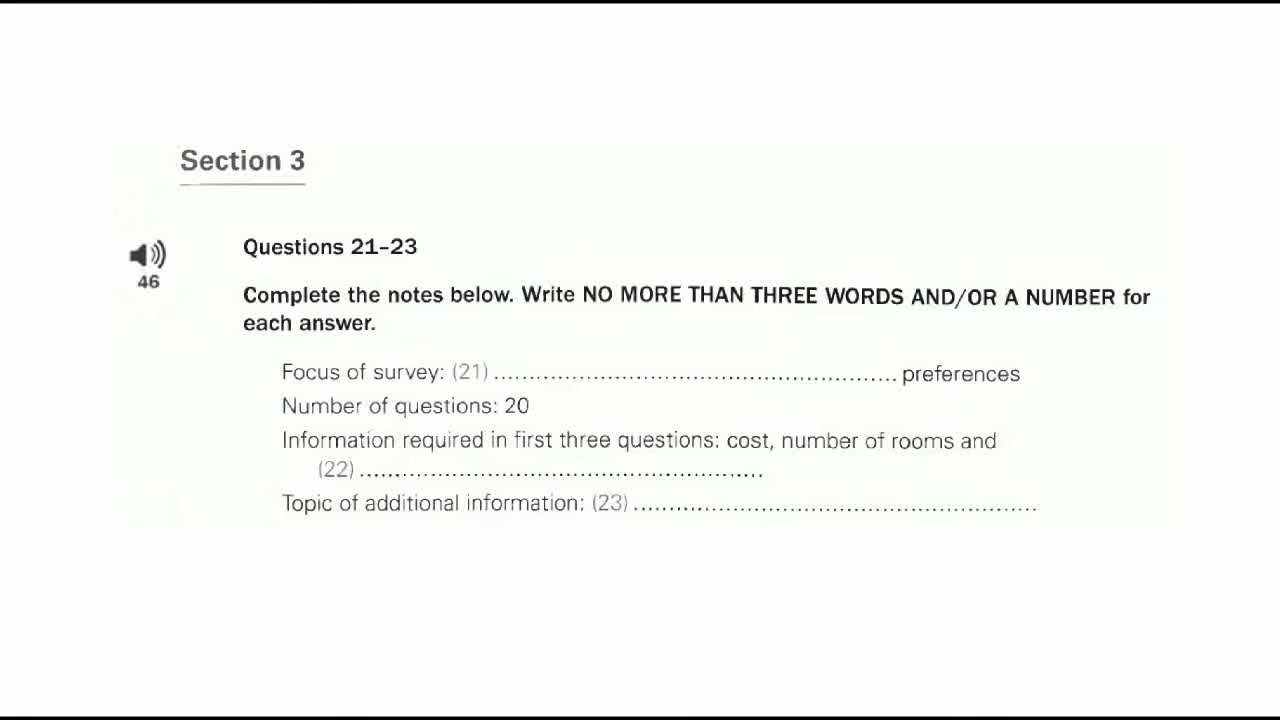 Section 3
46
Questions 21–23
Complete the notes below. Write NO MORE THAN THREE WORDS AND/OR A NUMBER for
each answer.
Focus of survey: (21) ........................................................ preferences
Number of questions: 20
Information required in first three questions: cost, number of rooms and
(22) ........................................................
Topic of additional information: (23) ........................................................